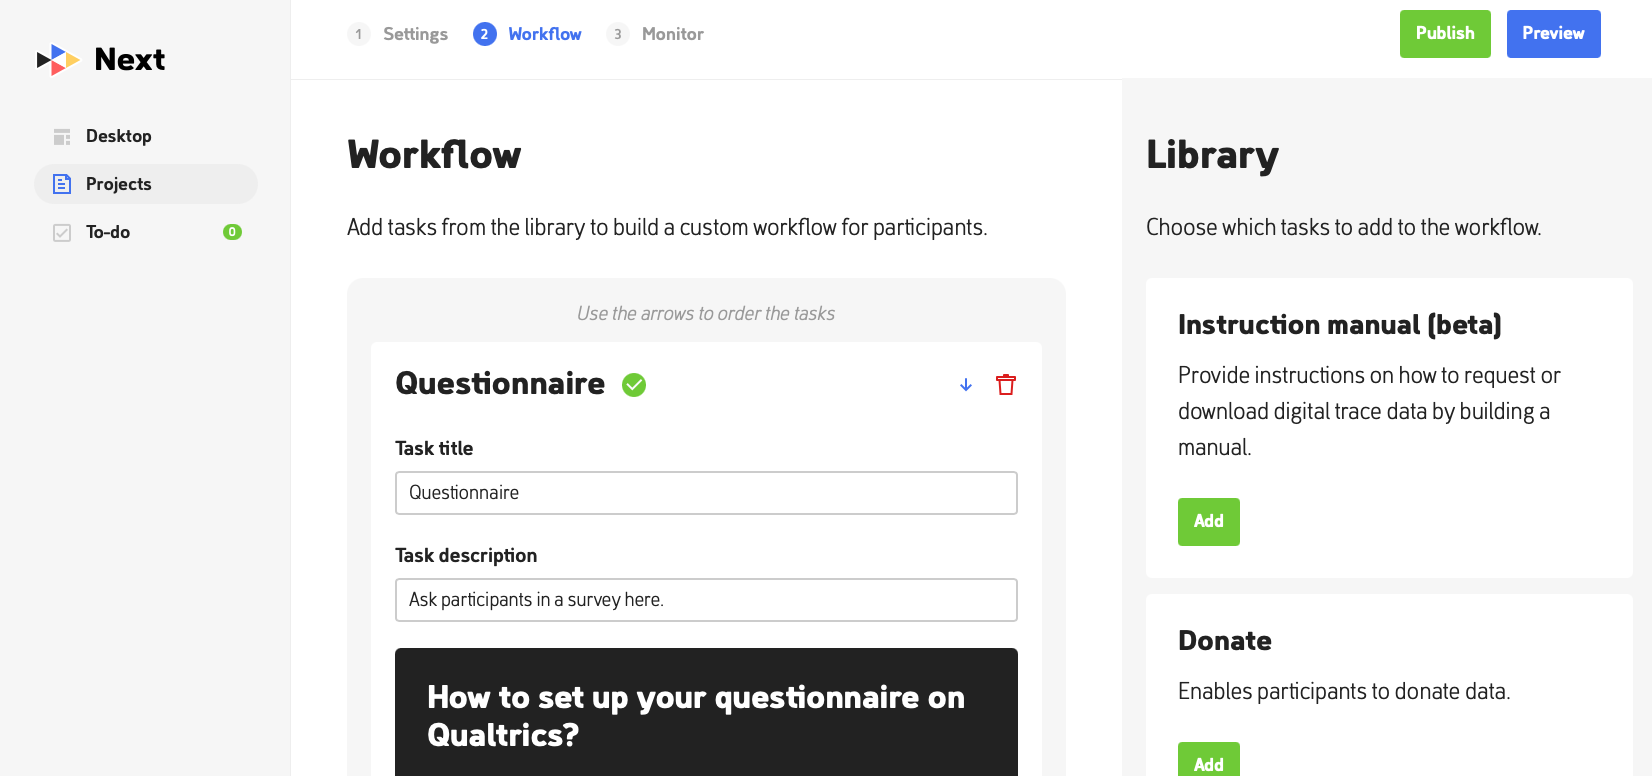 Next
Desktop
Projects
To-do
0
1 Settings 2 Workflow 3 Monitor
Publish
Preview
Workflow
Add tasks from the library to build a custom workflow for participants.
Use the arrows to order the tasks
Questionnaire
Task title
Questionnaire
Task description
Ask participants in a survey here.
How to set up your questionnaire on
Qualtrics?
Library
Choose which tasks to add to the workflow.
Instruction manual (beta)
Provide instructions on how to request or
download digital trace data by building a
manual.
Add
Donate
Enables participants to donate data.
Add